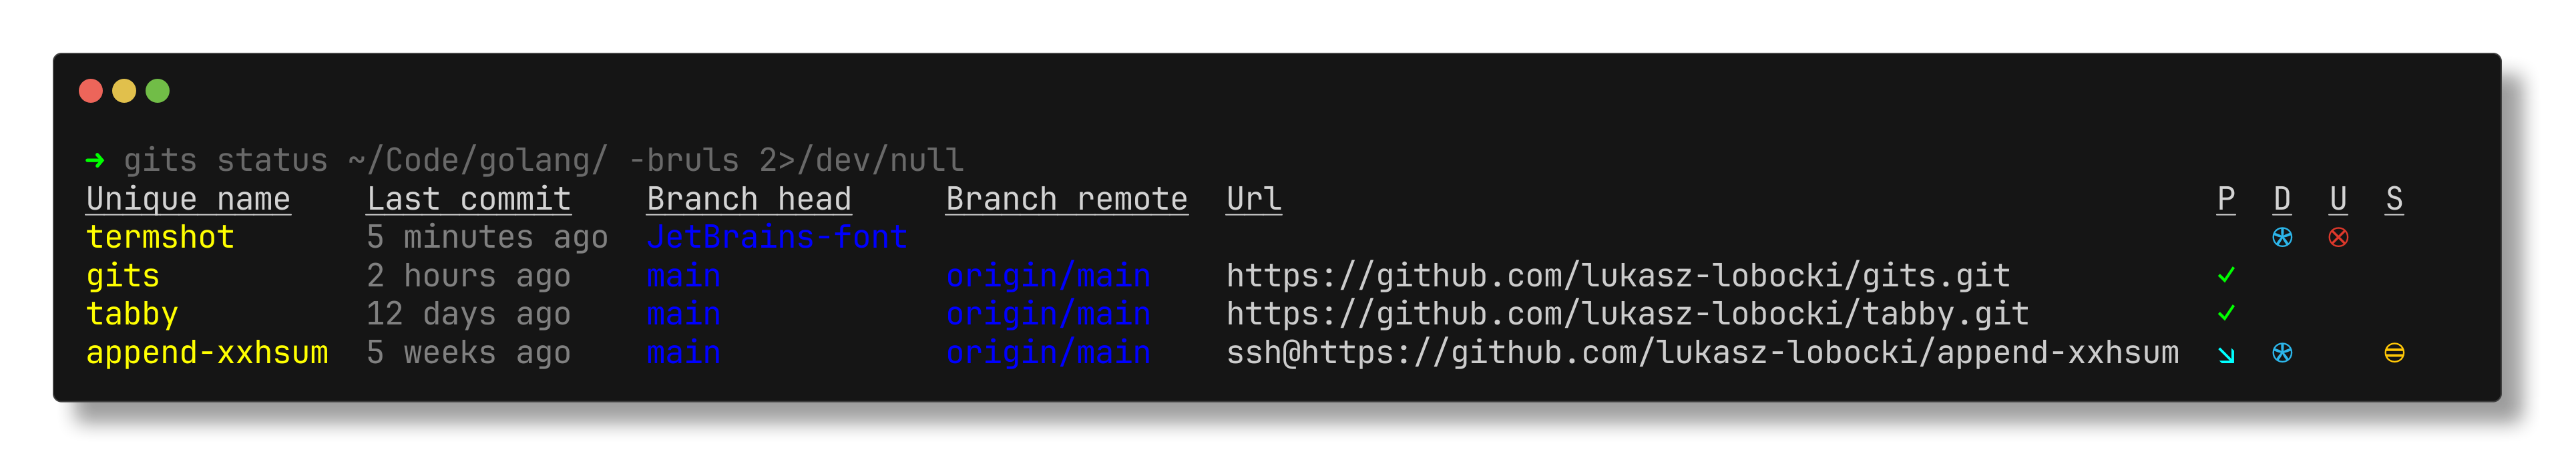 ➜ gits status ~/Code/golang/ -bruls 2>/dev/null
Unique name Last commit Branch head Branch remote Url P D U S
termshot 5 minutes ago JetBrains-font ⊛ ⊗
gits 2 hours ago main origin/main https://github.com/lukasz-lobocki/gits.git ✓
tabby 12 days ago main origin/main https://github.com/lukasz-lobocki/tabby.git ✓
append-xxhsum 5 weeks ago main origin/main ssh@https://github.com/lukasz-lobocki/append-xxhsum ↘ ⊛ ⊜